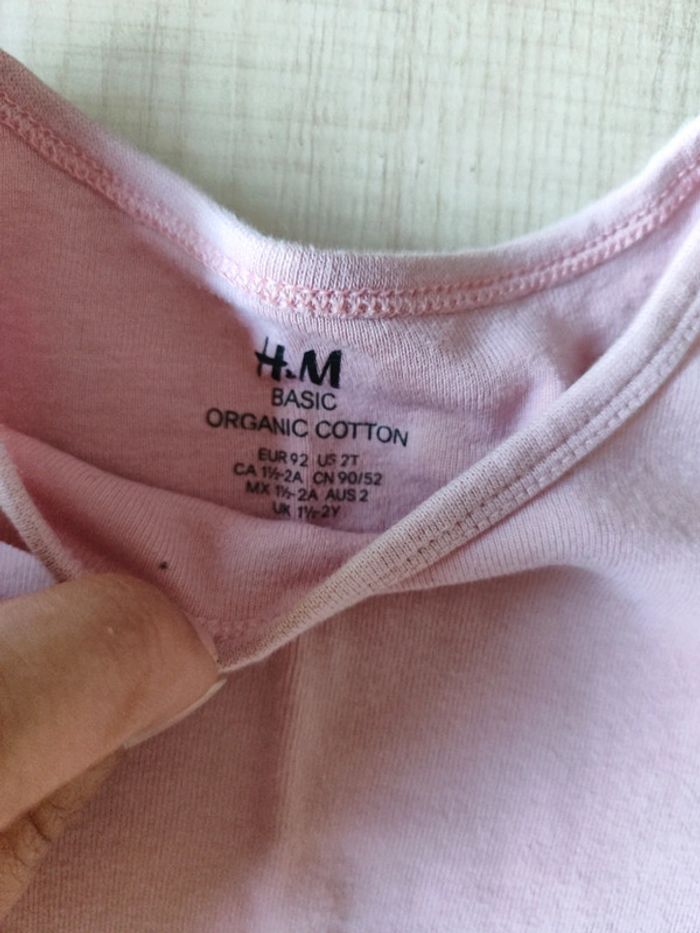 H&M
BASIC
ORGANIC COTTON
EUR 92 US 2T
CA 1½-2A CN 90/52
MX 1½-2A AUS 2
UK 1½-2Y